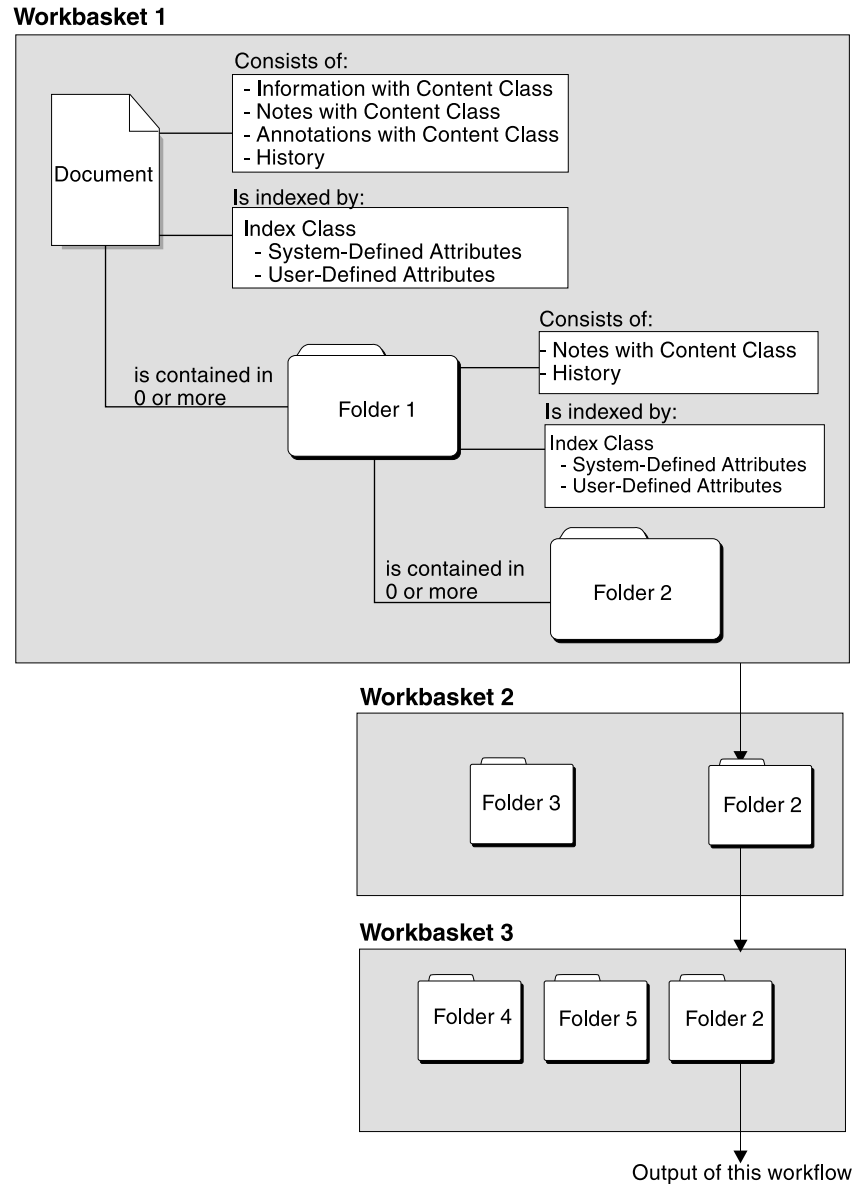 Workbasket 1
Consists of:
- Information with Content Class
- Notes with Content Class
- Annotations with Content Class
- History
Document
Is indexed by:
Index Class
- System-Defined Attributes
- User-Defined Attributes
Consists of:
- Notes with Content Class
- History
is contained in
0 or more
Folder 1
Is indexed by:
Index Class
- System-Defined Attributes
- User-Defined Attributes
is contained in
0 or more
Folder 2
Workbasket 2
Folder 3
Folder 2
Workbasket 3
Folder 4
Folder 5
Folder 2
Output of this workflow